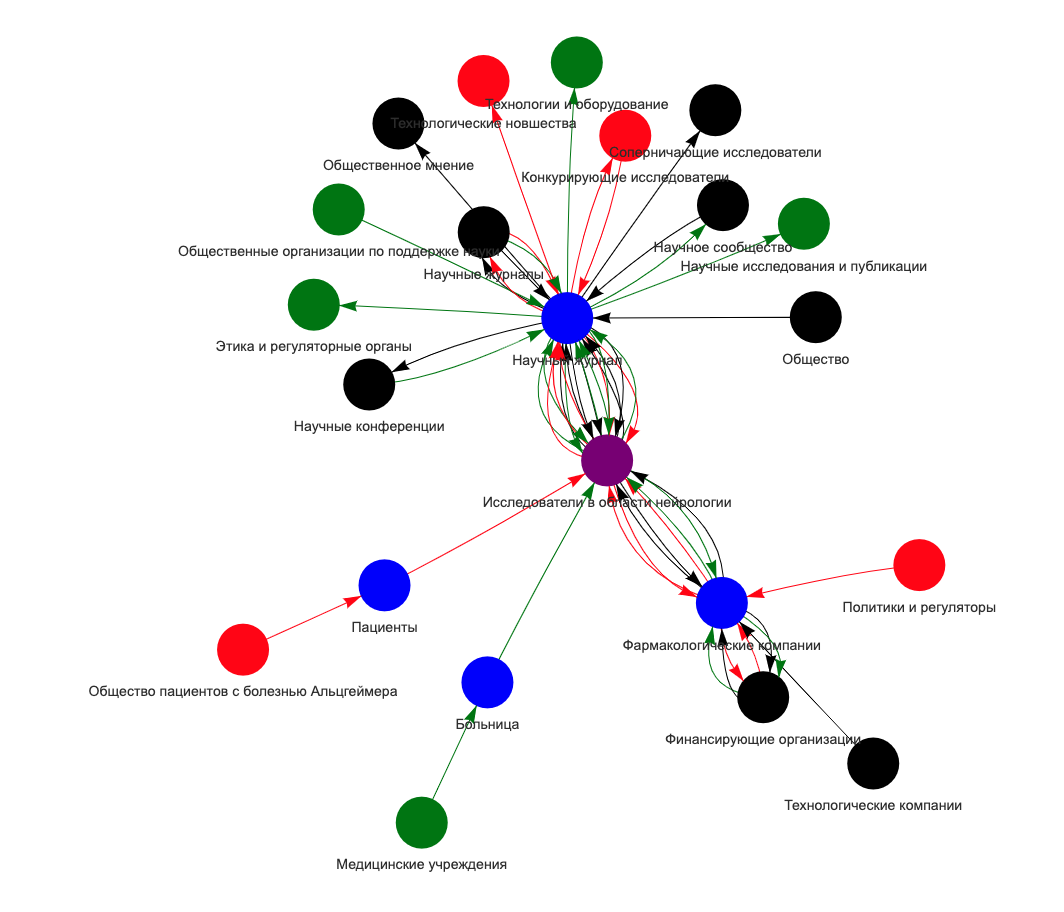 Технологии и оборудование
Технологические новшества
Соперничающие исследователи
Общественное мнение
Конкурирующие исследователи
Научное сообщество
Общественные организации по поддержке науки
Научные исследования и публикации
Научные журналы
Этика и регуляторные органы
Общество
Научный журнал
Научные конференции
Исследователи в области нейрологии
Политики и регуляторы
Пациенты
Фармакологические компании
Общество пациентов с болезнью Альцгеймера
Больница
Финансирующие организации
Технологические компании
Медицинские учреждения